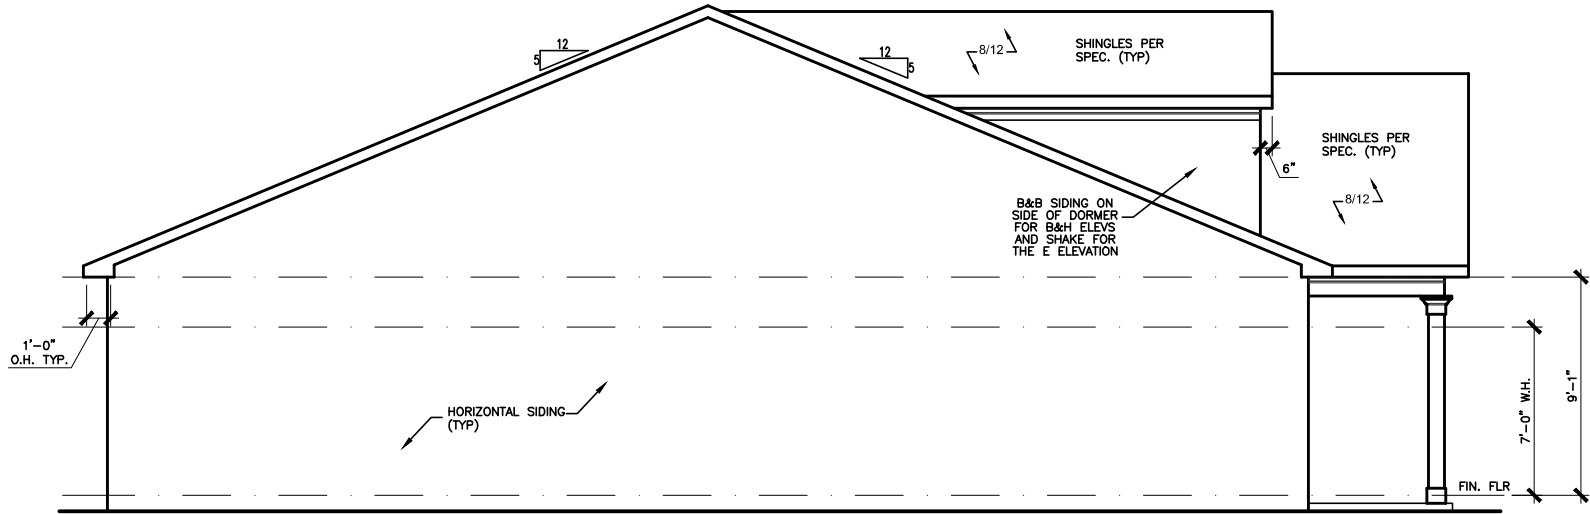 12
5
12
5
8/12
SHINGLES PER
SPEC. (TYP)
SHINGLES PER
SPEC. (TYP)
6"
8/12
B&B SIDING ON
SIDE OF DORMER
FOR B&H ELEVS
AND SHAKE FOR
THE E ELEVATION
1'-0"
O.H. TYP.
HORIZONTAL SIDING
(TYP)
7'-0" W.H.
9'-1"
FIN. FLR